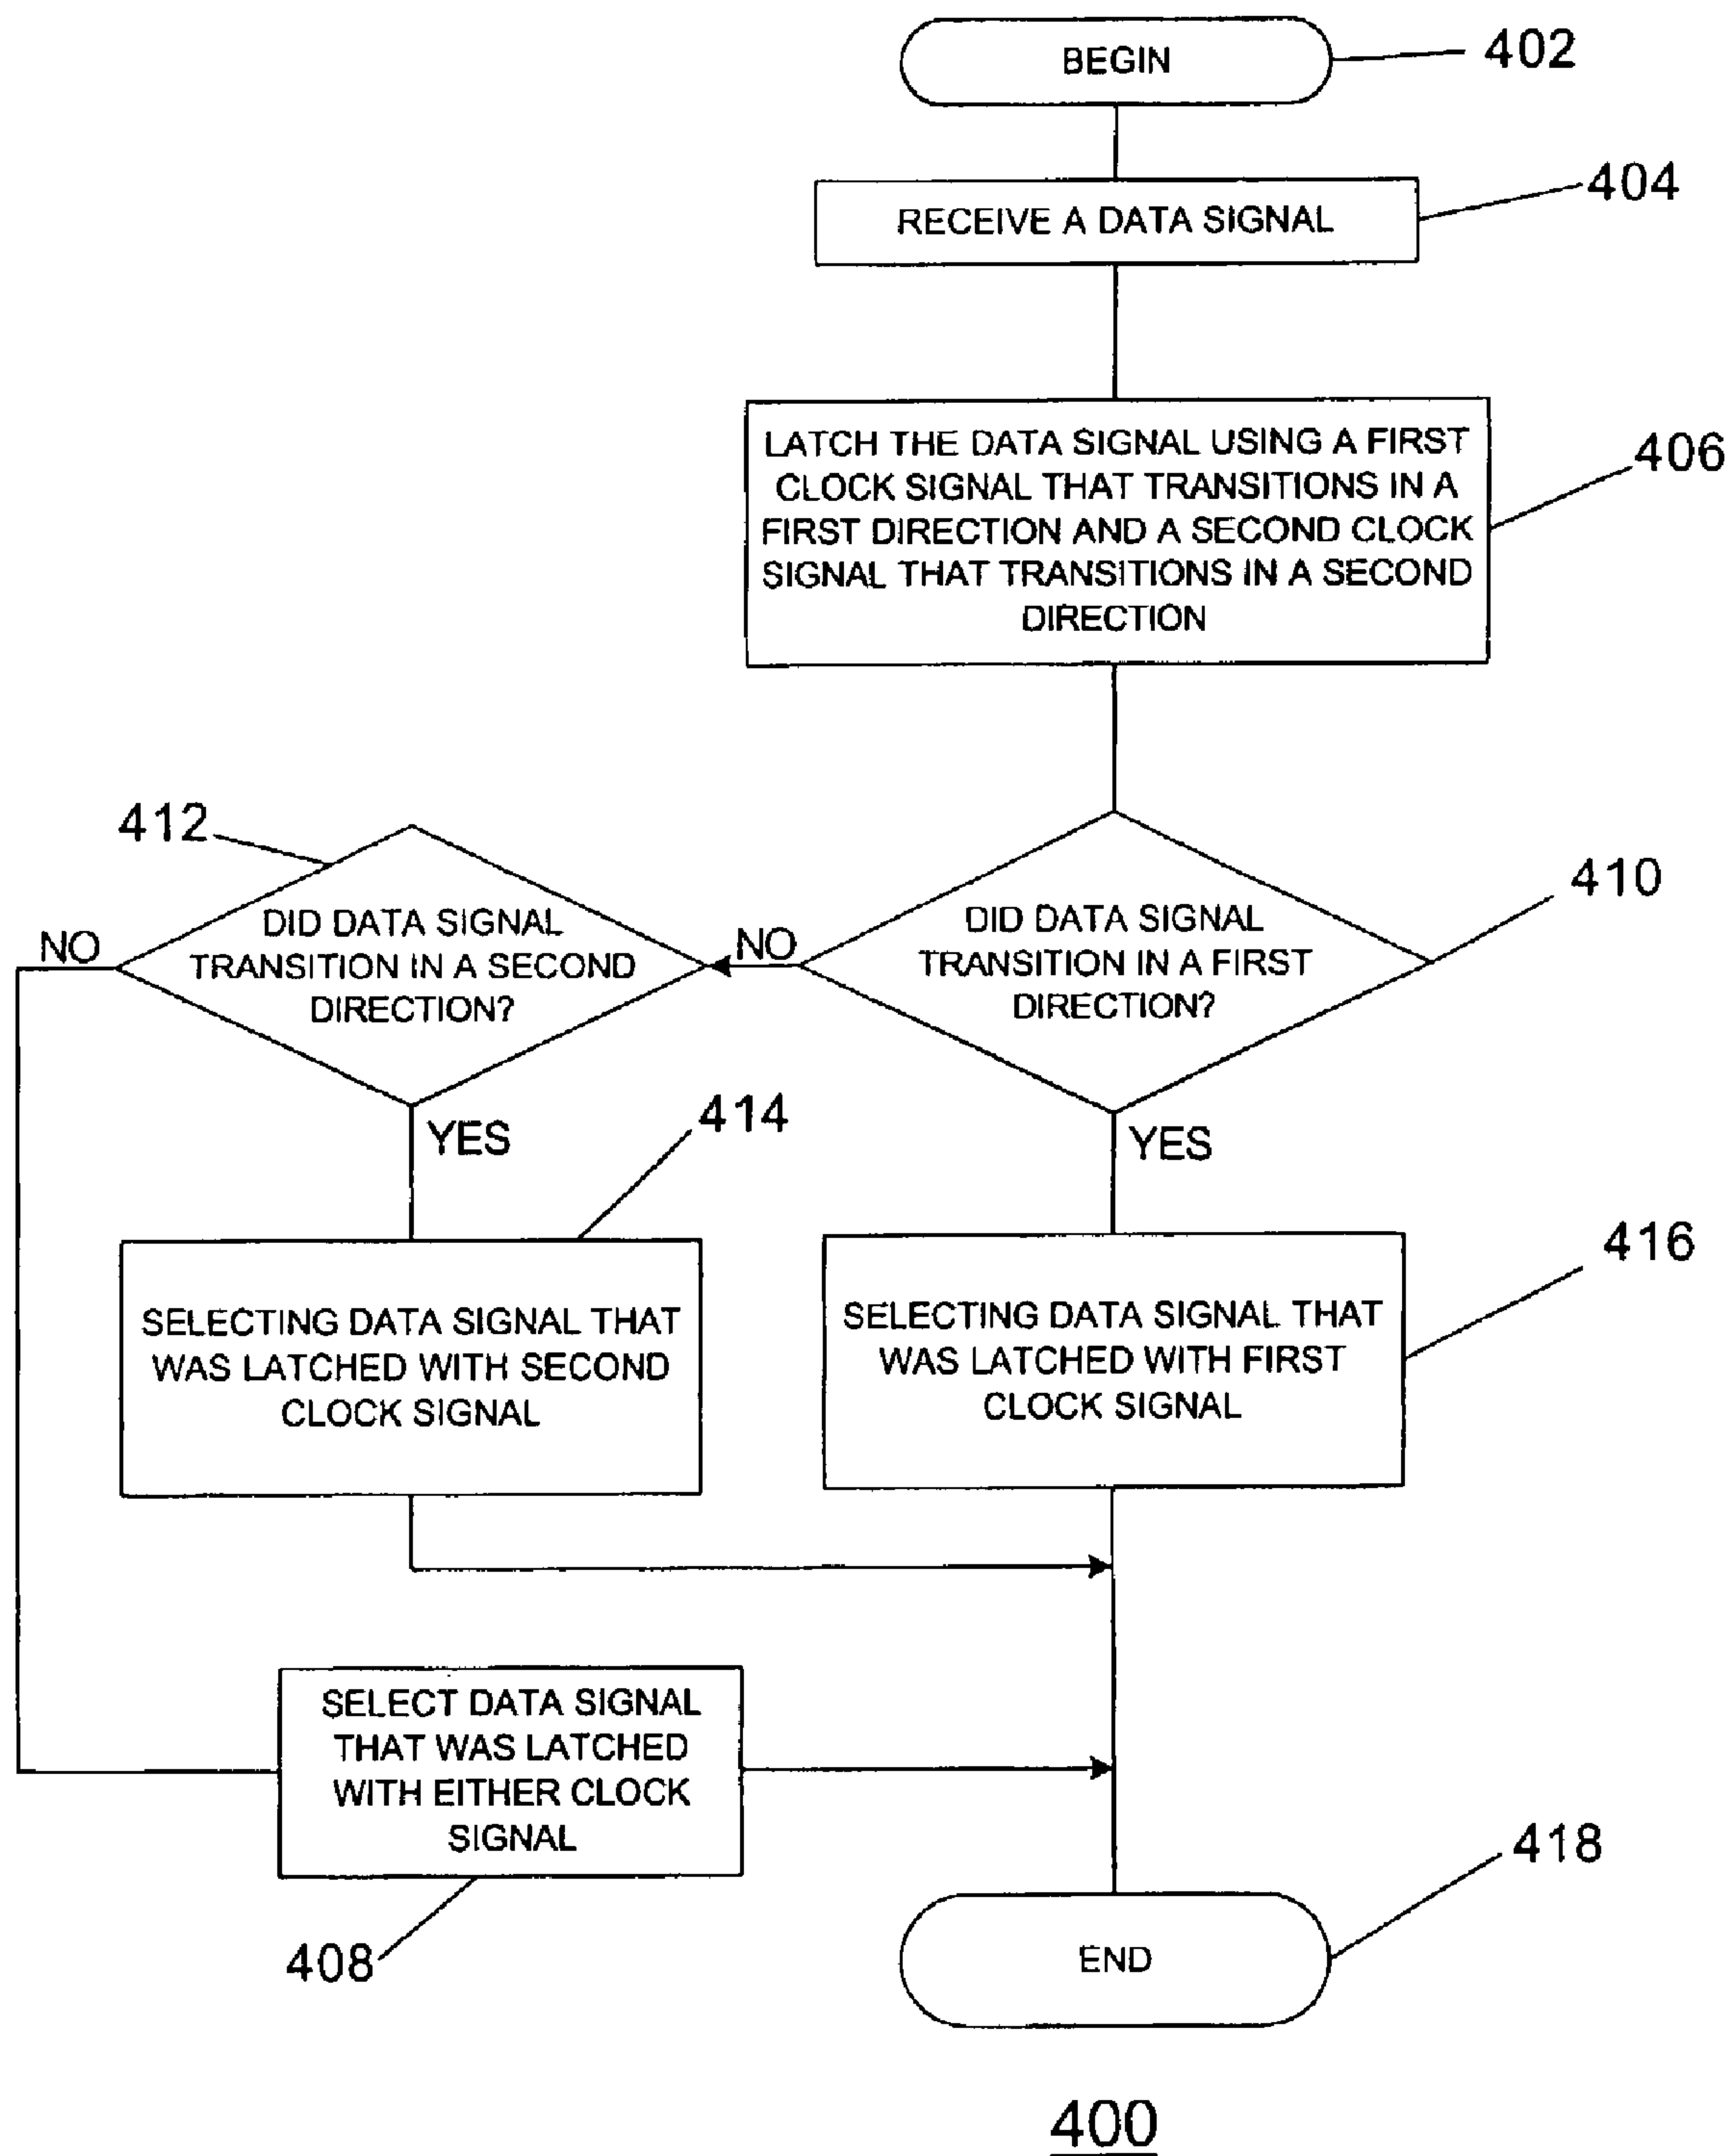 BEGIN
402
RECEIVE A DATA SIGNAL
404
LATCH THE DATA SIGNAL USING A FIRST
CLOCK SIGNAL THAT TRANSITIONS IN A
FIRST DIRECTION AND A SECOND CLOCK
SIGNAL THAT TRANSITIONS IN A SECOND
DIRECTION
406
412
DID DATA SIGNAL
TRANSITION IN A SECOND
DIRECTION?
NO
YES
NO
DID DATA SIGNAL
TRANSITION IN A FIRST
DIRECTION?
410
YES
414
SELECTING DATA SIGNAL THAT
WAS LATCHED WITH SECOND
CLOCK SIGNAL
SELECTING DATA SIGNAL THAT
WAS LATCHED WITH FIRST
CLOCK SIGNAL
416
SELECT DATA SIGNAL
THAT WAS LATCHED
WITH EITHER CLOCK
SIGNAL
408
END
418
400